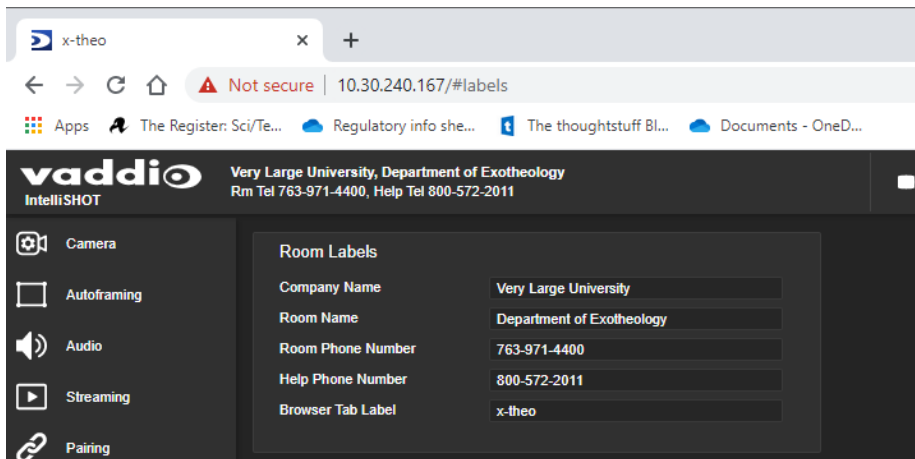 x-theo
Not secure | 10.30.240.167/#labels
Apps The Register: Sci/Te... Regulatory info she... The thoughtstuff Bl... Documents - OneD...
vaddio
IntelliSHOT
Very Large University, Department of Exotheology
Rm Tel 763-971-4400, Help Tel 800-572-2011
Camera
Autoframing
Audio
Streaming
Pairing
Room Labels
Company Name Very Large University
Room Name Department of Exotheology
Room Phone Number 763-971-4400
Help Phone Number 800-572-2011
Browser Tab Label x-theo